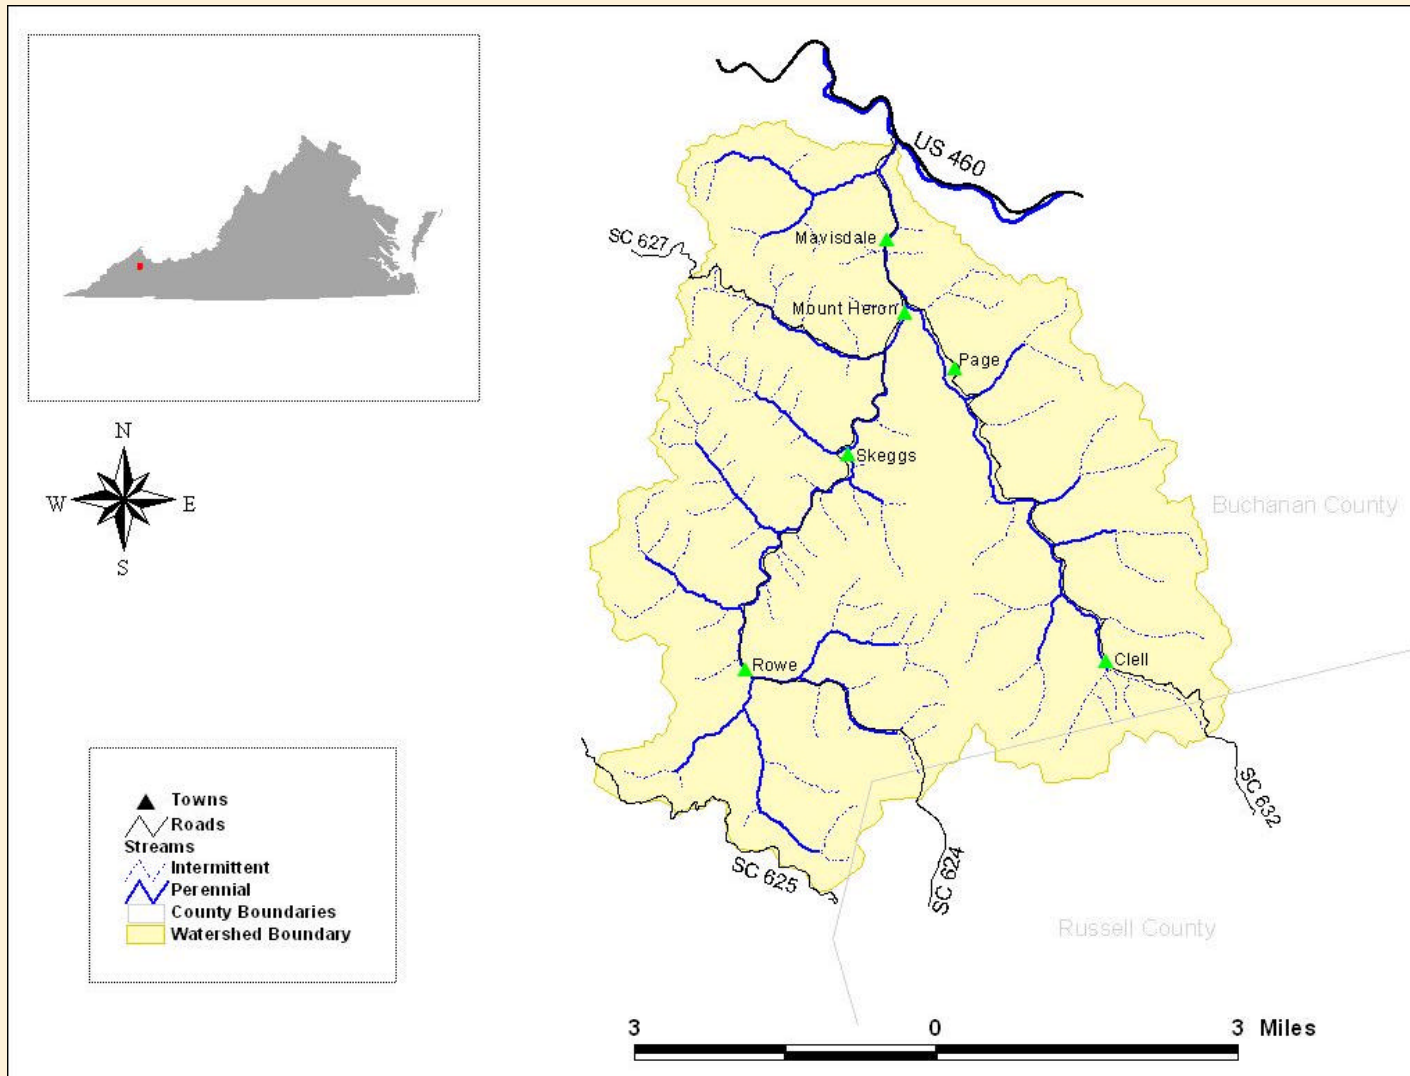 US 460
SC 627
Mavisdale
Mount Heron
Page
N
W
E
S
Skeggs
Buchanan County
Rowe
Clell
Towns
Roads
Streams
Intermittent
Perennial
County Boundaries
Watershed Boundary
SC 632
SC 625
SC 624
Russell County
3 0 3 Miles